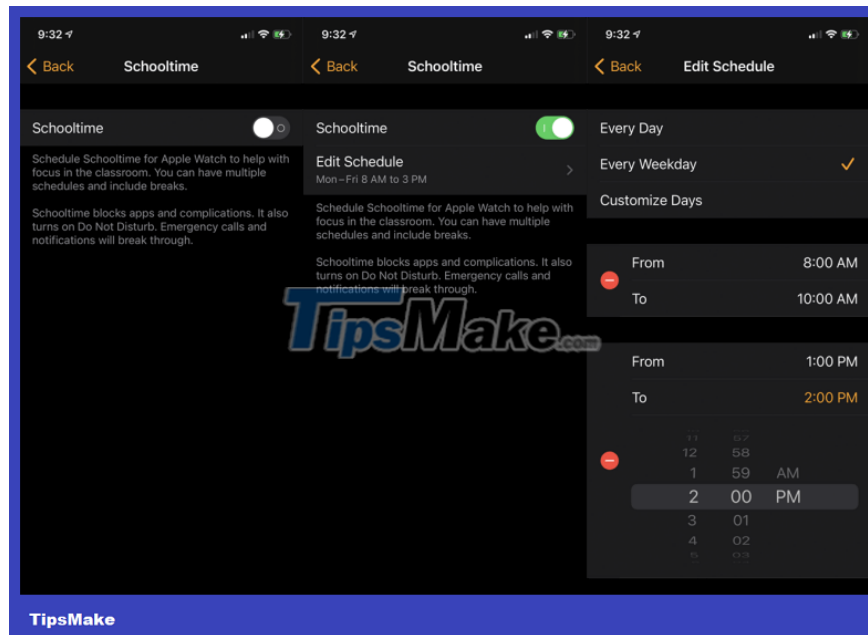 9:32
Back
Schooltime
Schooltime
Schedule Schooltime for Apple Watch to help with
focus in the classroom. You can have multiple
schedules and include breaks.
Schooltime blocks apps and complications. It also
turns on Do Not Disturb. Emergency calls and
notifications will break through.
9:32
Back
Schooltime
Schooltime
Edit Schedule
Mon–Fri 8 AM to 3 PM
Schedule Schooltime for Apple Watch to help with
focus in the classroom. You can have multiple
schedules and include breaks.
Schooltime blocks apps and complications. It also
turns on Do Not Disturb. Emergency calls and
notifications will break through.
9:32
Back
Edit Schedule
Every Day
Every Weekday
Customize Days
From 8:00 AM
To 10:00 AM
From 1:00 PM
To 2:00 PM
11 57
12 58
1 59 AM
2 00 PM
3 01
4 02
5 03
TipsMake.com
TipsMake